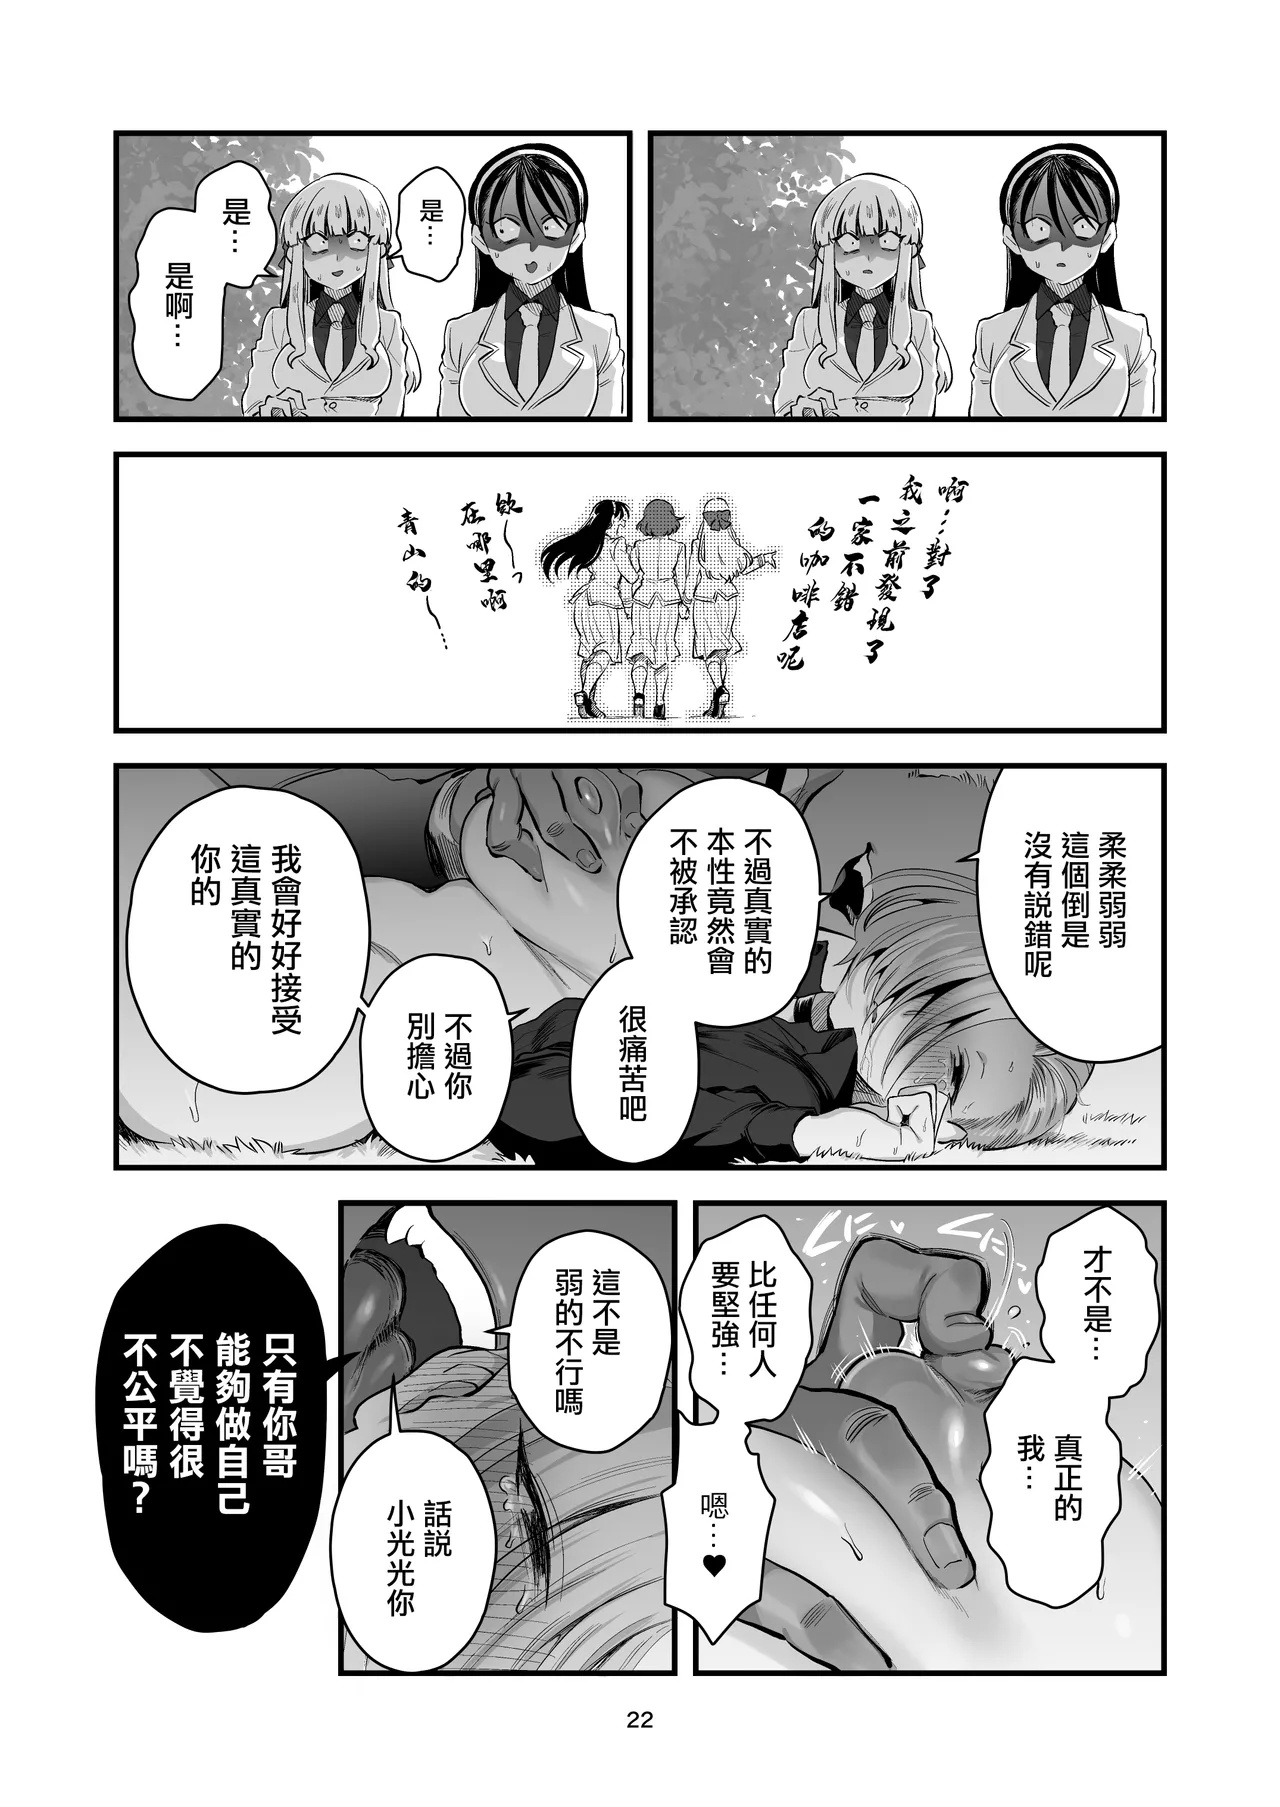 是…
是…
是啊…
啊…對了
我之前發現了
一家不錯
的咖啡店呢
欸～～っ
在哪里啊
青山的～…
柔柔弱弱
這個倒是
沒有説錯呢
不過真實的
本性竟然會
不被承認
很痛苦吧
不過你
別擔心
我會好好接受
這真實的
你的
才不是…
真正的
我…
くに
くに
比任何人
要堅強…
嗯…♥
這不是
弱的不行嗎
話説
小光光你
只有你哥
能夠做自己
不覺得很
不公平嗎？
22